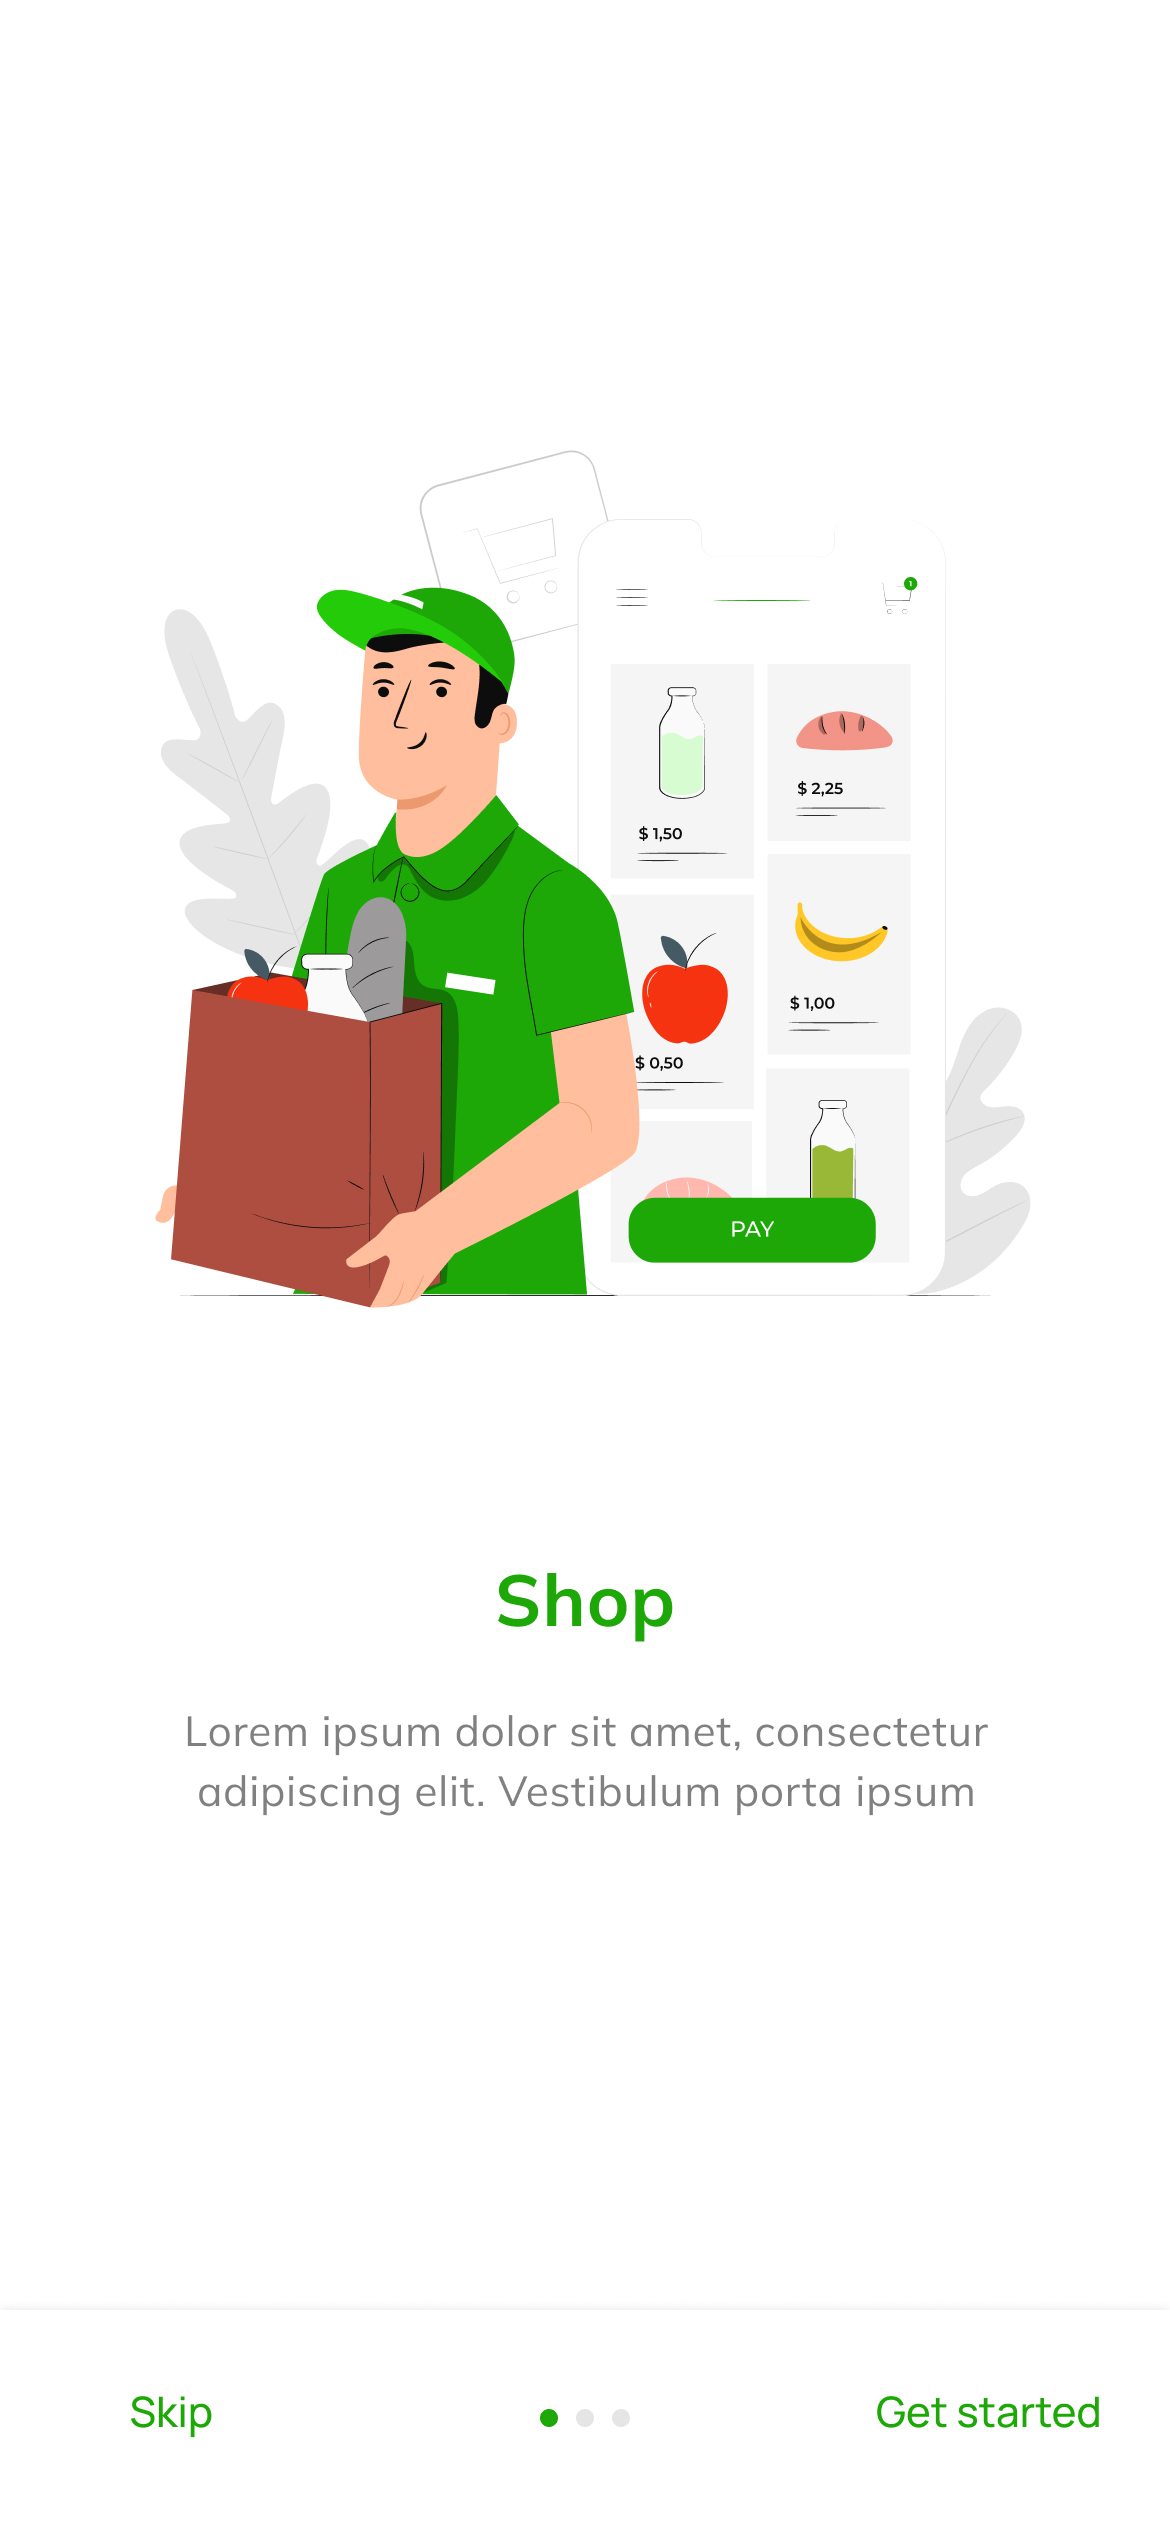 1
$ 1,50
$ 2,25
$ 0,50
$ 1,00
PAY
Shop
Lorem ipsum dolor sit amet, consectetur
adipiscing elit. Vestibulum porta ipsum
Skip
Get started